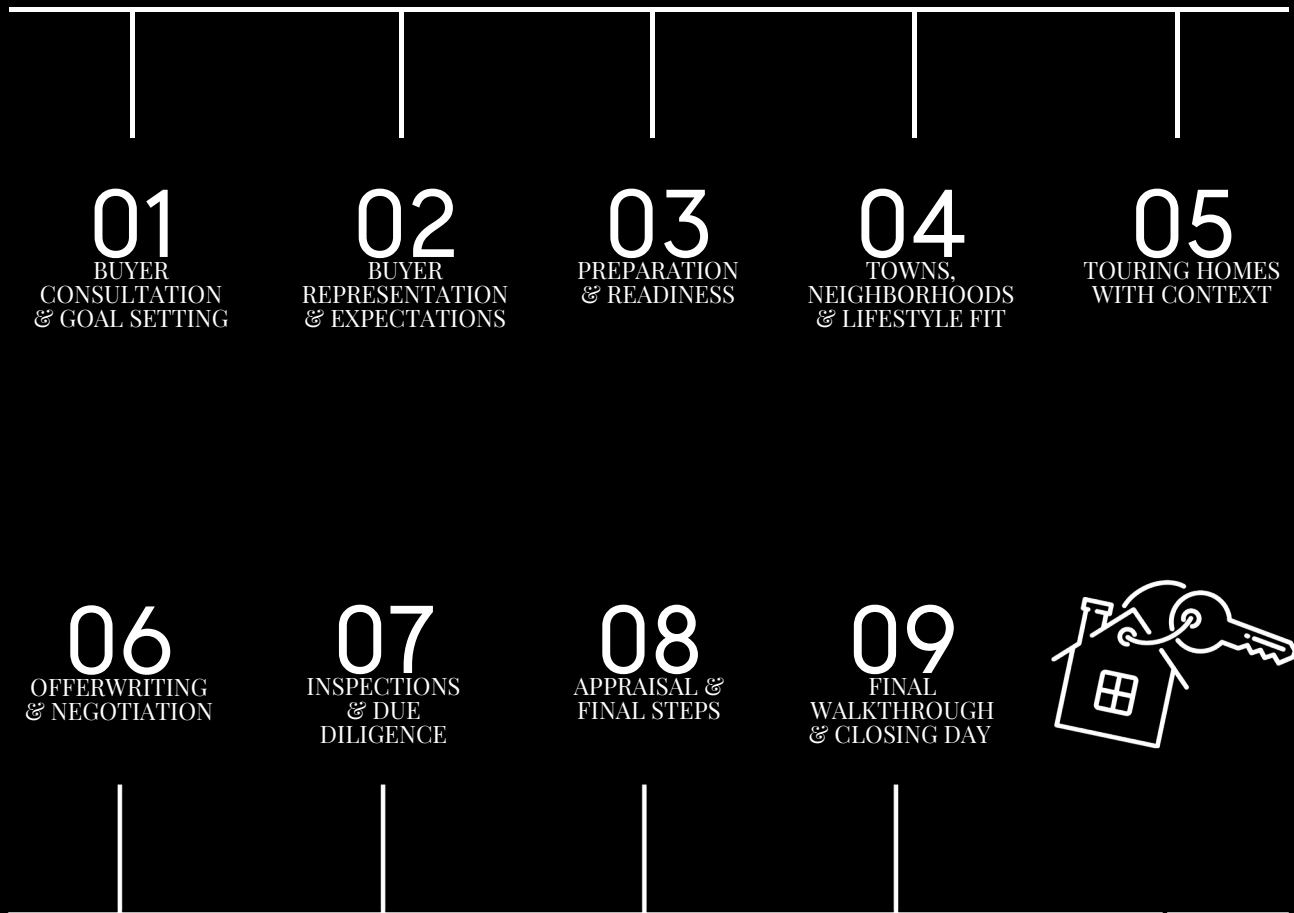 01
BUYER
CONSULTATION
& GOAL SETTING
02
BUYER
REPRESENTATION
& EXPECTATIONS
03
PREPARATION
& READINESS
04
TOWNS,
NEIGHBORHOODS
& LIFESTYLE FIT
05
TOURING HOMES
WITH CONTEXT
06
OFFERWRITING
& NEGOTIATION
07
INSPECTIONS
& DUE
DILIGENCE
08
APPRAISAL &
FINAL STEPS
09
FINAL
WALKTHROUGH
& CLOSING DAY